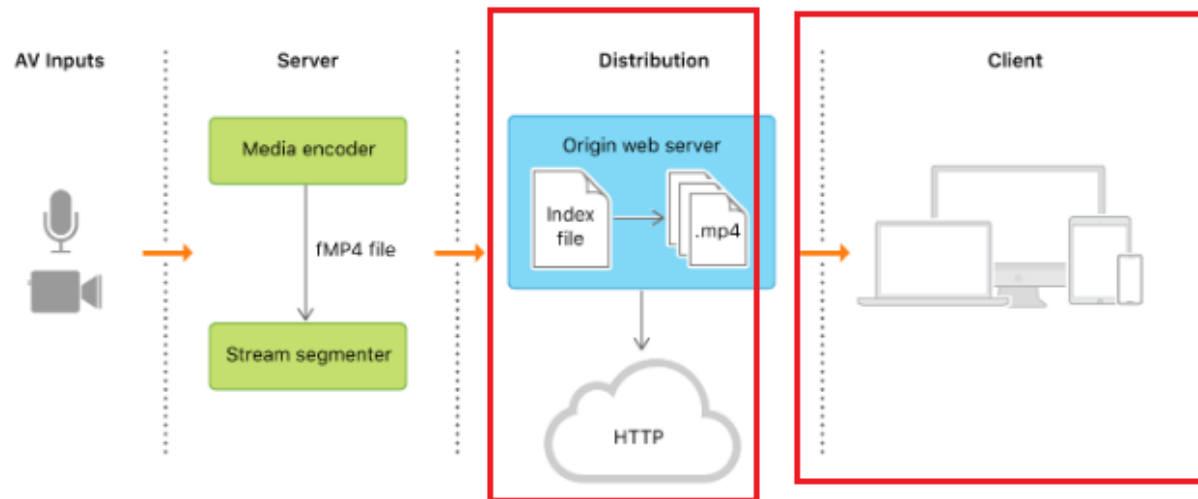 AV Inputs
Server
Distribution
Client
Media encoder
fMP4 file
Stream segmenter
Origin web server
Index
file
.mp4
HTTP